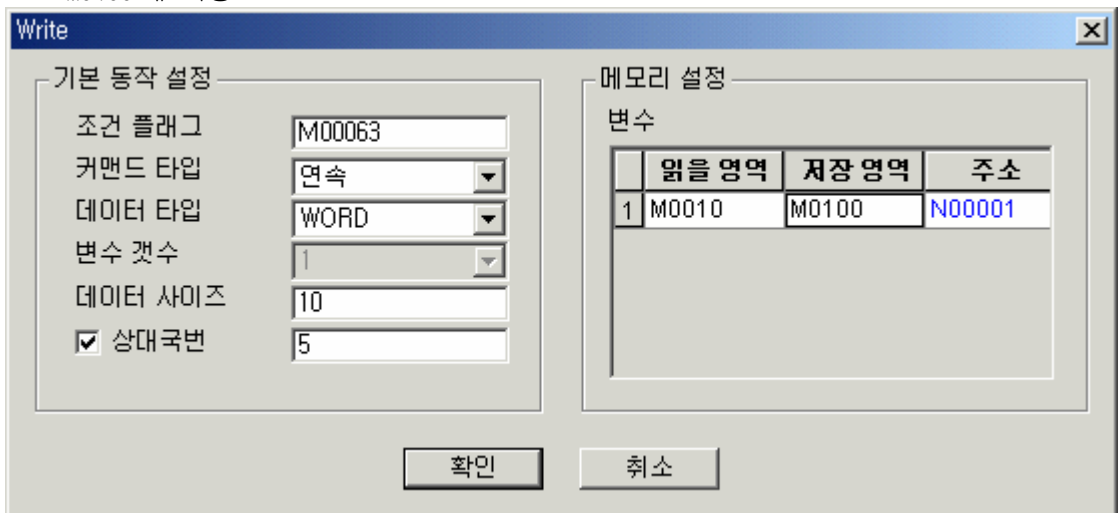 Write
기본 동작 설정
조건 플래그 M00063
커맨드 타입 연속
데이터 타입 WORD
변수 갯수 1
데이터 사이즈 10
상대국번 5
메모리 설정
변수
읽을 영역 저장 영역 주소
1 M0010 M0100 N00001
확인 취소